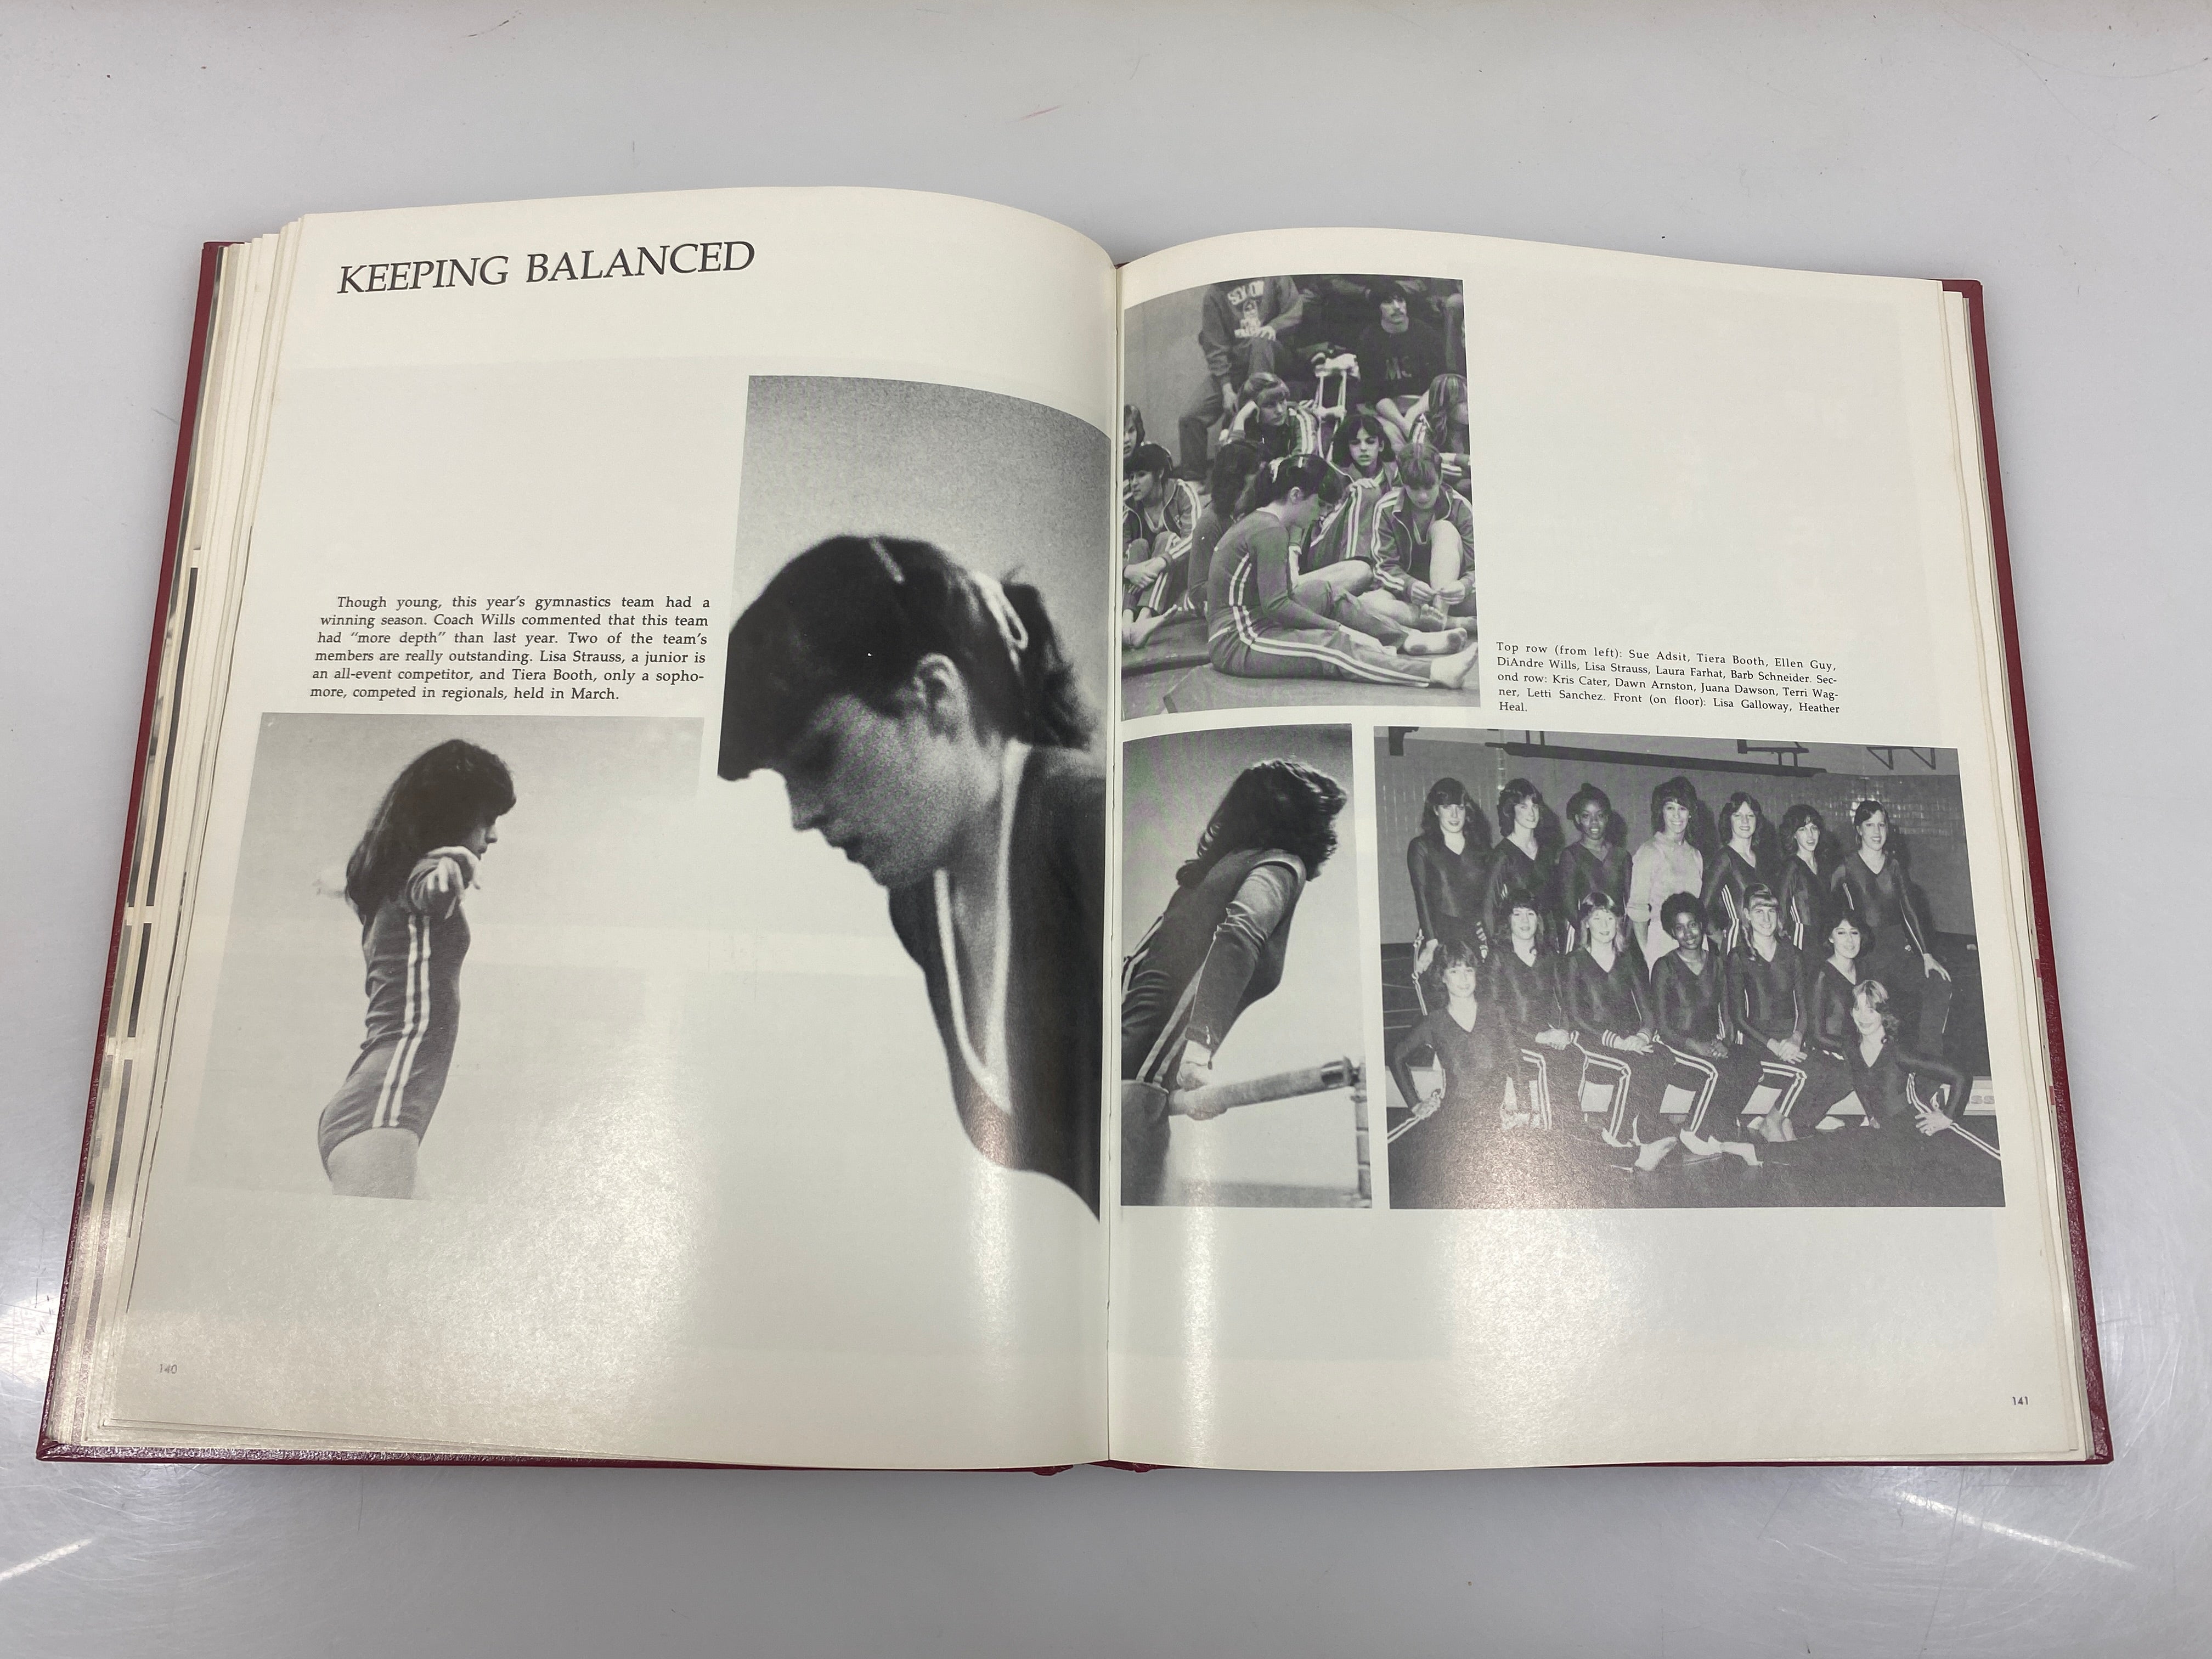 KEEPING BALANCED
Though young, this year's gymnastics team had a
winning season. Coach Wills commented that this team
had "more depth" than last year. Two of the team's
members are really outstanding. Lisa Strauss, a junior is
an all-event competitor, and Tiera Booth, only a sopho-
more, competed in regionals, held in March.
140
Top row (from left): Sue Adsit, Tiera Booth, Ellen Guy,
DiAndre Wills, Lisa Strauss, Laura Farhat, Barb Schneider. Sec-
ond row: Kris Cater, Dawn Arnston, Juana Dawson, Terri Wag-
ner, Letti Sanchez. Front (on floor): Lisa Galloway, Heather
Heal.
141